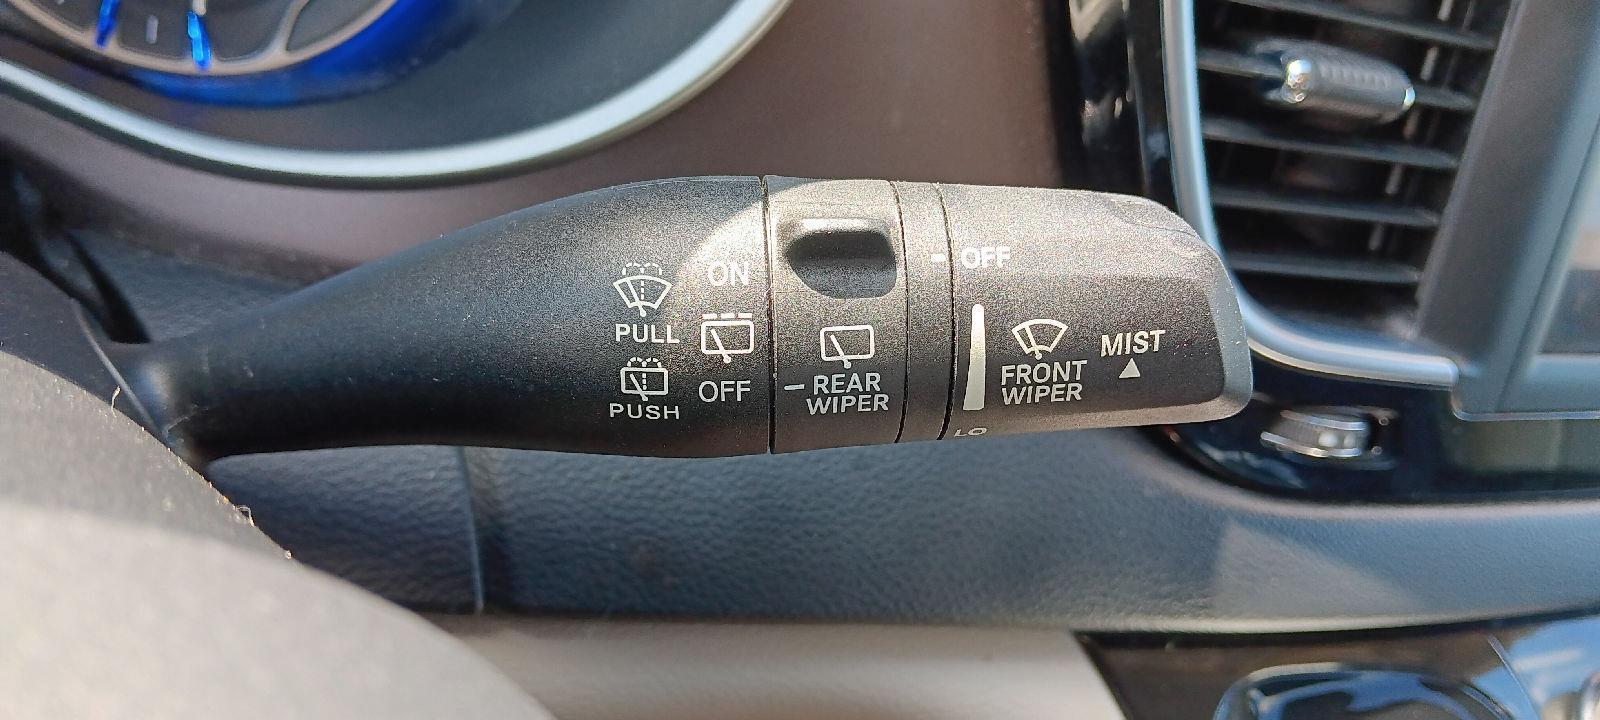 PULL
PUSH
ON
OFF
- REAR
WIPER
- OFF
FRONT
WIPER
LO
MIST